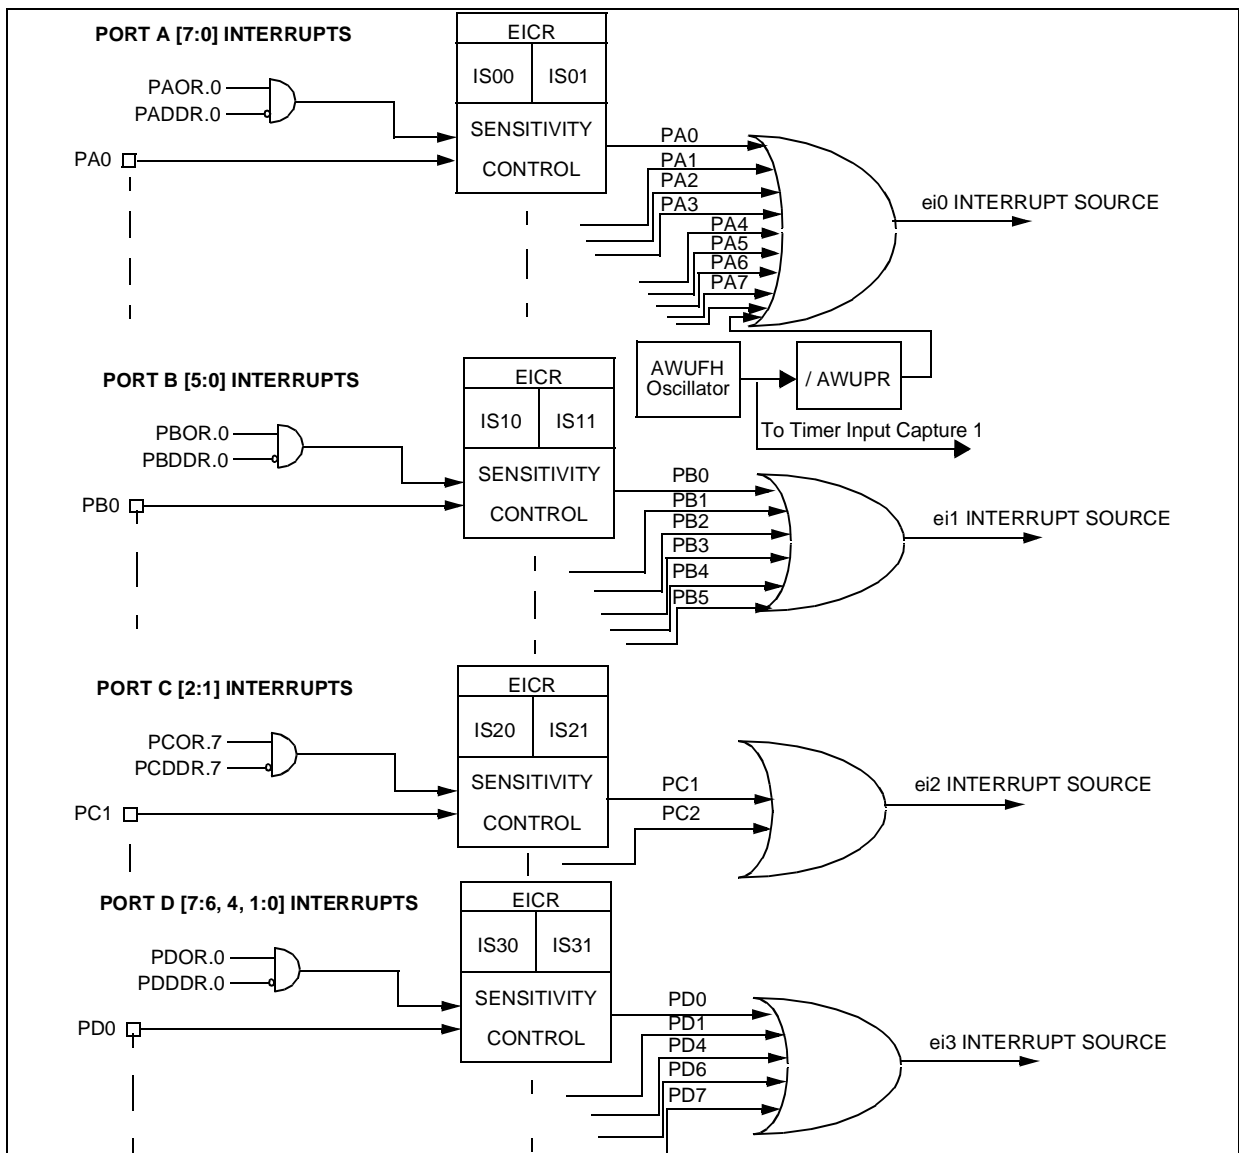 PORT A [7:0] INTERRUPTS
EICR
IS00 IS01
PAOR.0
PADDR.0
SENSITIVITY
CONTROL
PA0
PA0
PA1
PA2
PA3
PA4
PA5
PA6
PA7
ei0 INTERRUPT SOURCE
AWUFH
Oscillator
/ AWUPR
To Timer Input Capture 1
PORT B [5:0] INTERRUPTS
EICR
IS10 IS11
PBOR.0
PBDDR.0
SENSITIVITY
CONTROL
PB0
PB0
PB1
PB2
PB3
PB4
PB5
ei1 INTERRUPT SOURCE
PORT C [2:1] INTERRUPTS
EICR
IS20 IS21
PCOR.7
PCDDR.7
SENSITIVITY
CONTROL
PC1
PC1
PC2
ei2 INTERRUPT SOURCE
PORT D [7:6, 4, 1:0] INTERRUPTS
EICR
IS30 IS31
PDOR.0
PDDDR.0
SENSITIVITY
CONTROL
PD0
PD0
PD1
PD4
PD6
PD7
ei3 INTERRUPT SOURCE